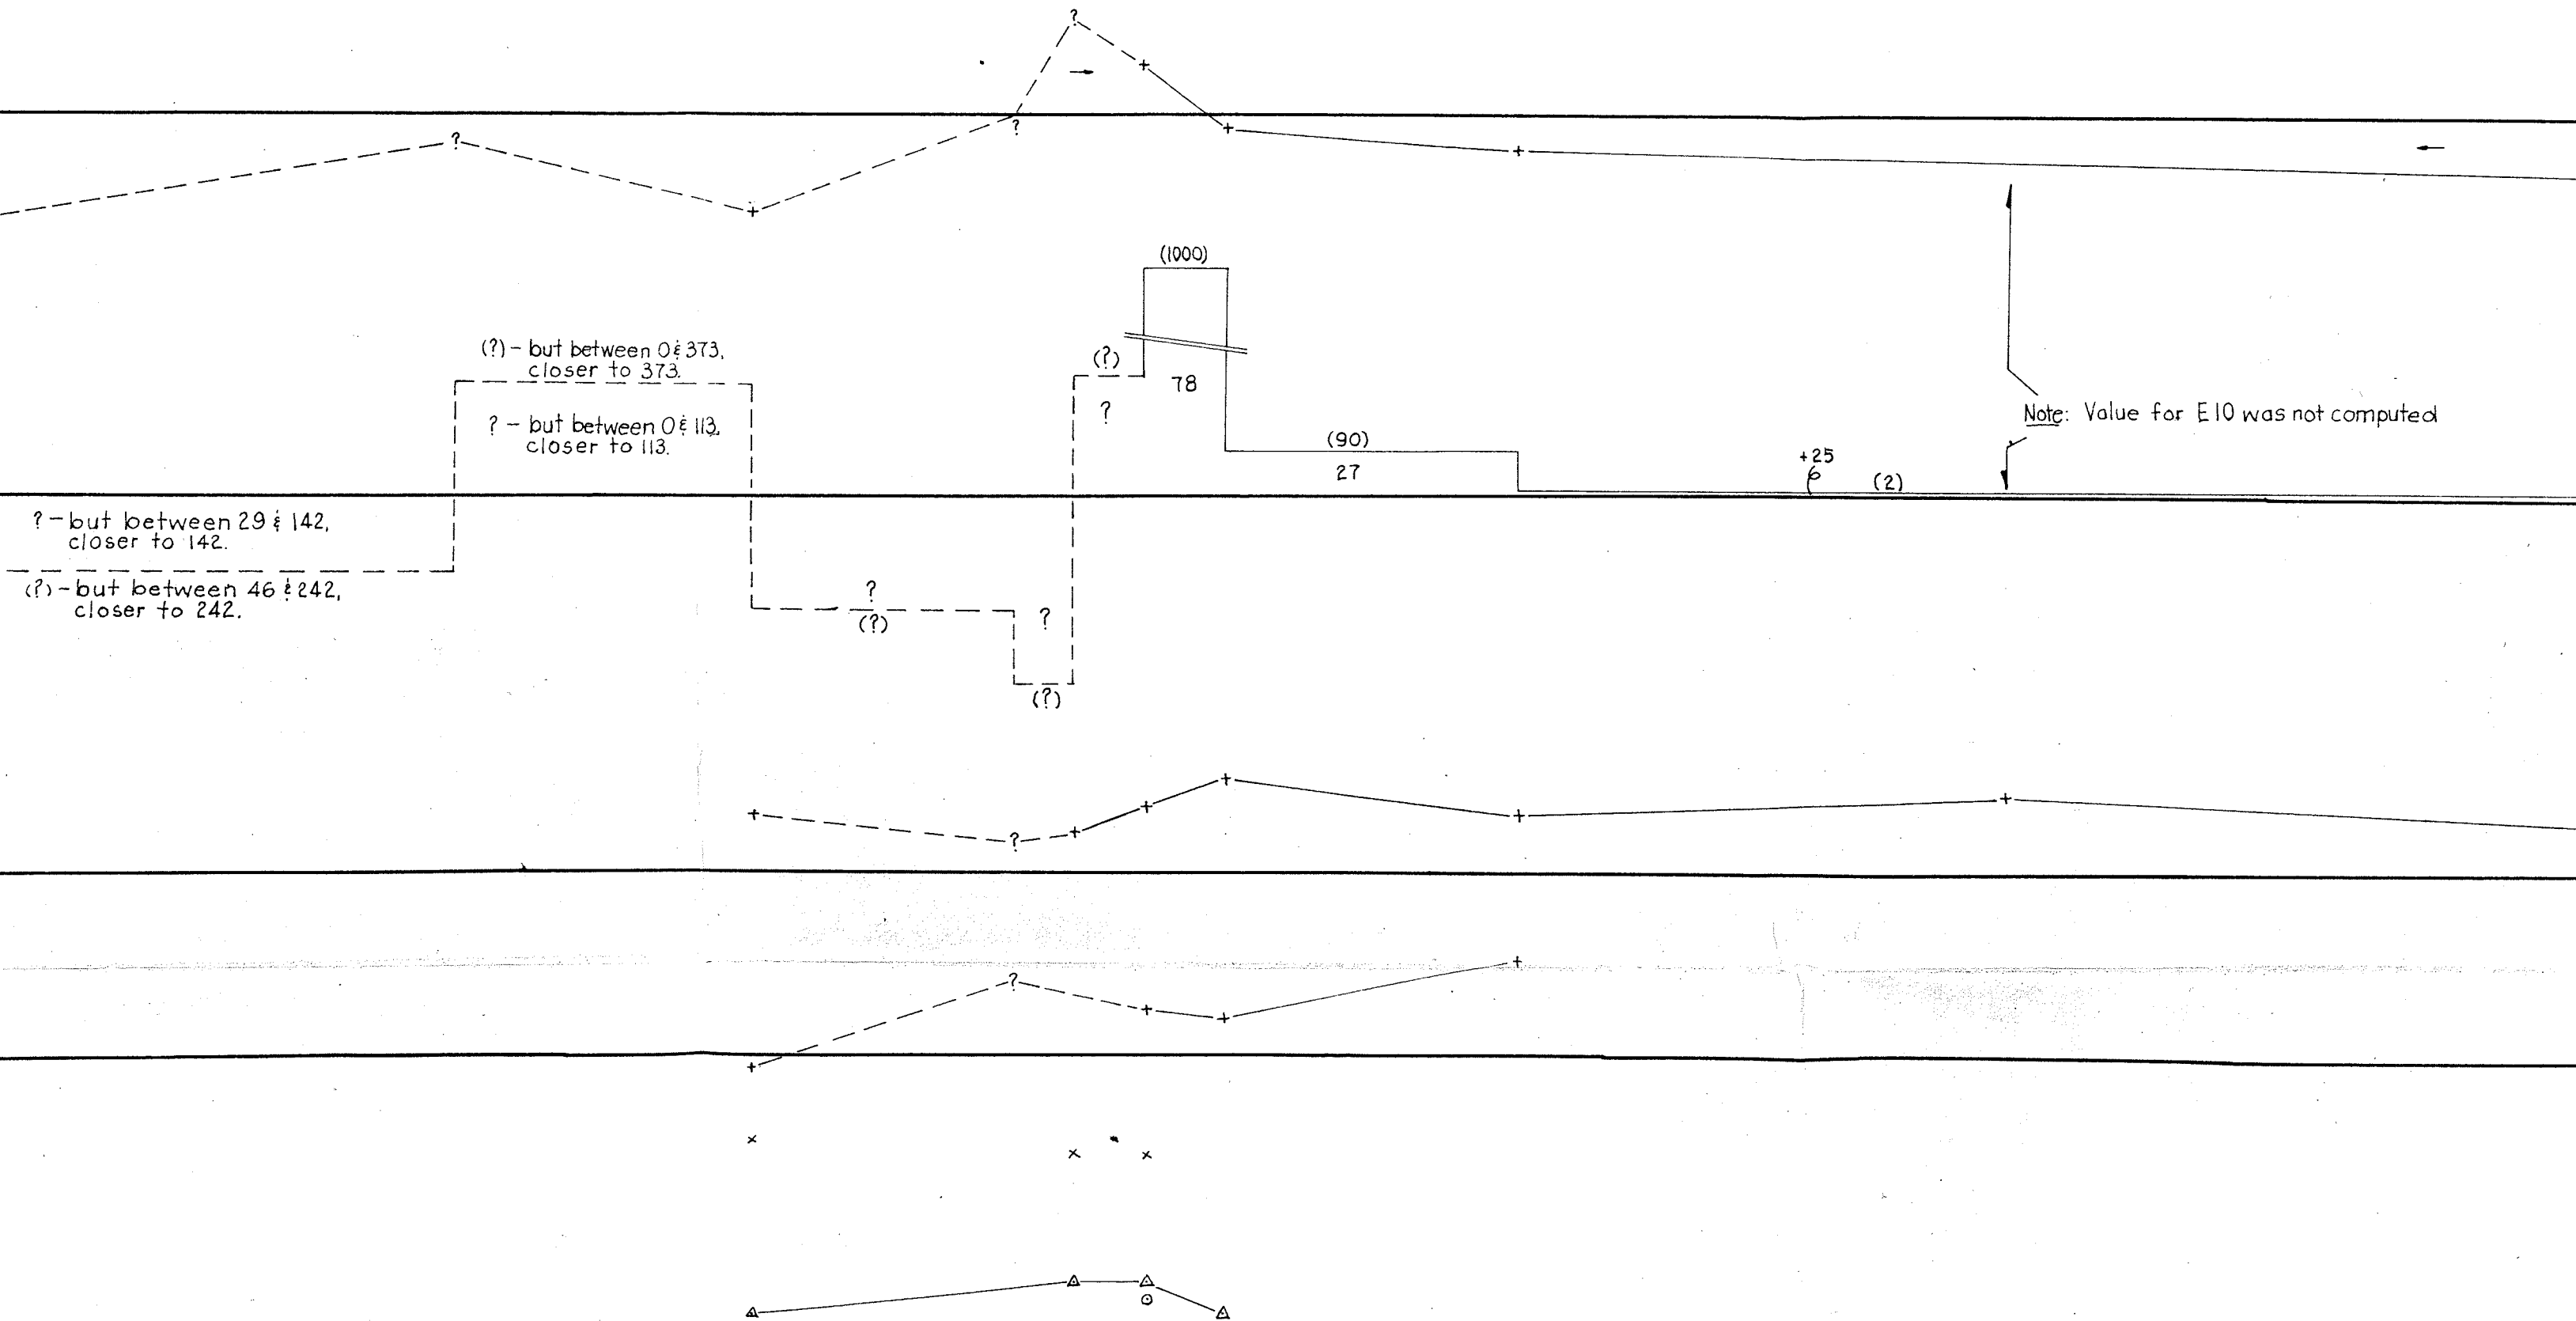 ?
?
?
(1000)
(?) - but between 0 & 373,
closer to 373.
(?)
78
? - but between 0 & 113,
closer to 113.
?
Note: Value for E10 was not computed
(90)
27
+25
6
(2)
? - but between 29 & 142,
closer to 142.
(?) - but between 46 & 242,
closer to 242.
?
(?)
?
(?)
?
?